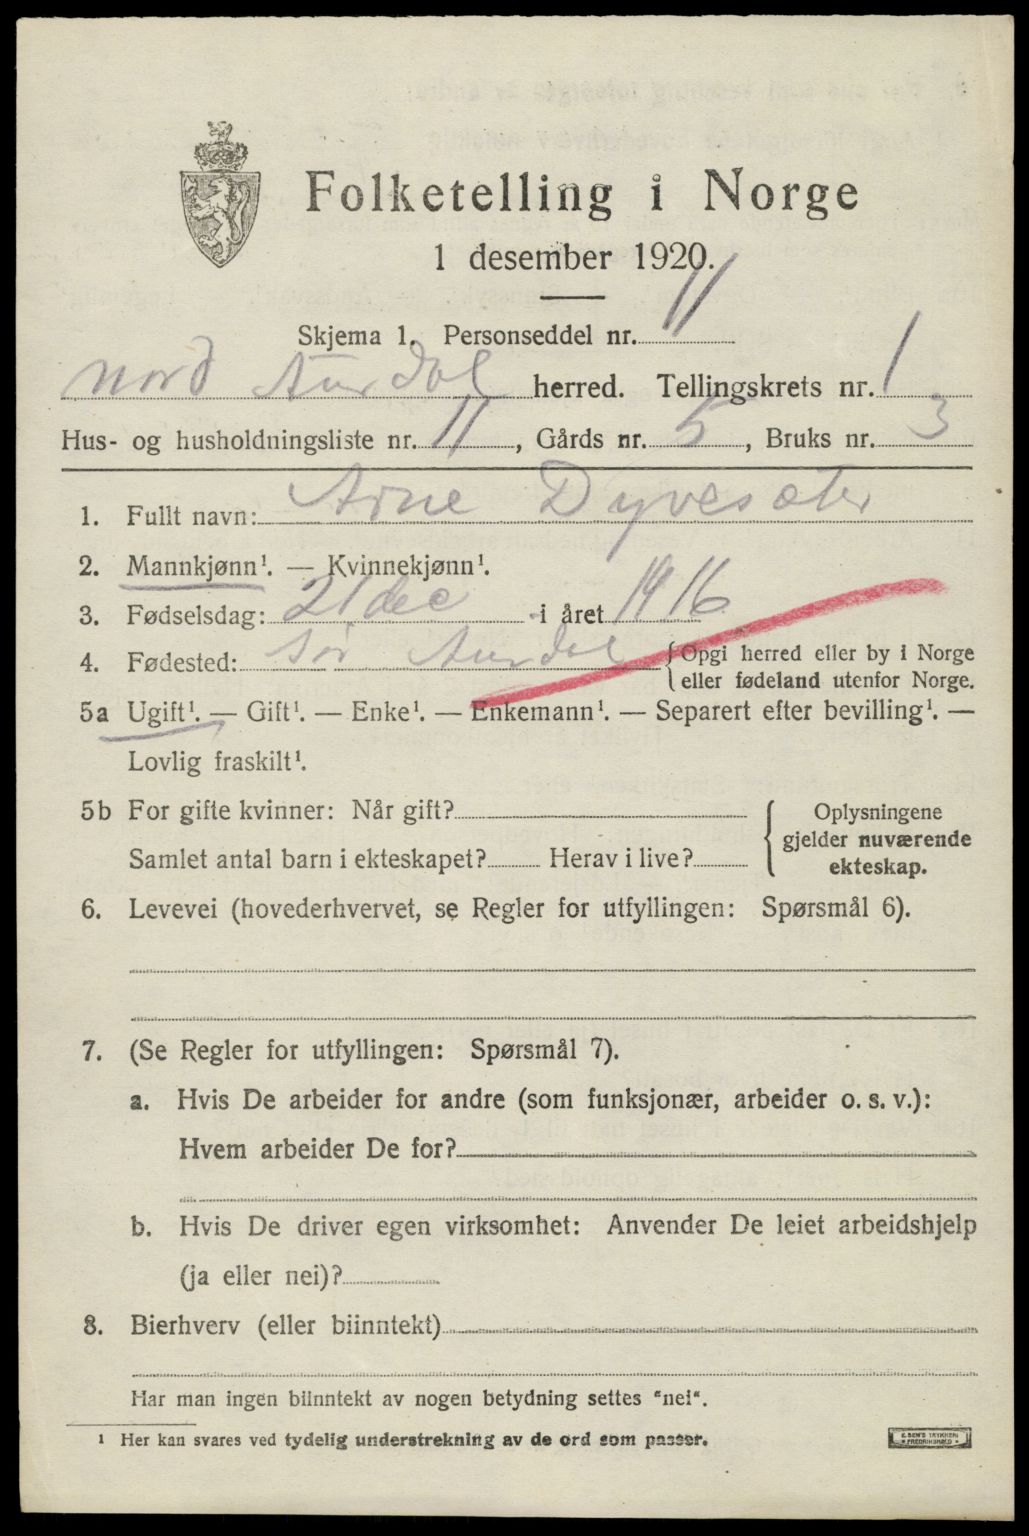 Folketelling i Norge
1 desember 1920.
Skjema 1. Personseddel nr. 11
Nord Aurdal herred. Tellingskrets nr. 1
Hus- og husholdningsliste nr. 11, Gårds nr. 5, Bruks nr. 3
1. Fullt navn: Arne Dyvesæter
2. Mannkjønn¹. — Kvinnekjønn¹.
3. Fødselsdag: 21 dec i året 1916
4. Fødested: Sør Aurdal { Opgi herred eller by i Norge
eller fødeland utenfor Norge.
5a Ugift¹. — Gift¹. — Enke¹. — Enkemann¹. — Separert efter bevilling¹. —
Lovlig fraskilt¹.
5b For gifte kvinner: Når gift?
Samlet antal barn i ekteskapet? Herav i live?
{ Oplysningene
gjelder nuværende
ekteskap.
6. Levevei (hovederhvervet, se Regler for utfyllingen: Spørsmål 6).
7. (Se Regler for utfyllingen: Spørsmål 7).
a. Hvis De arbeider for andre (som funksjonær, arbeider o. s. v.):
Hvem arbeider De for?
b. Hvis De driver egen virksomhet: Anvender De leiet arbeidshjelp
(ja eller nei)?
8. Bierhverv (eller biinntekt)
Har man ingen biinntekt av nogen betydning settes "nei".
¹ Her kan svares ved tydelig understrekning av de ord som passer.